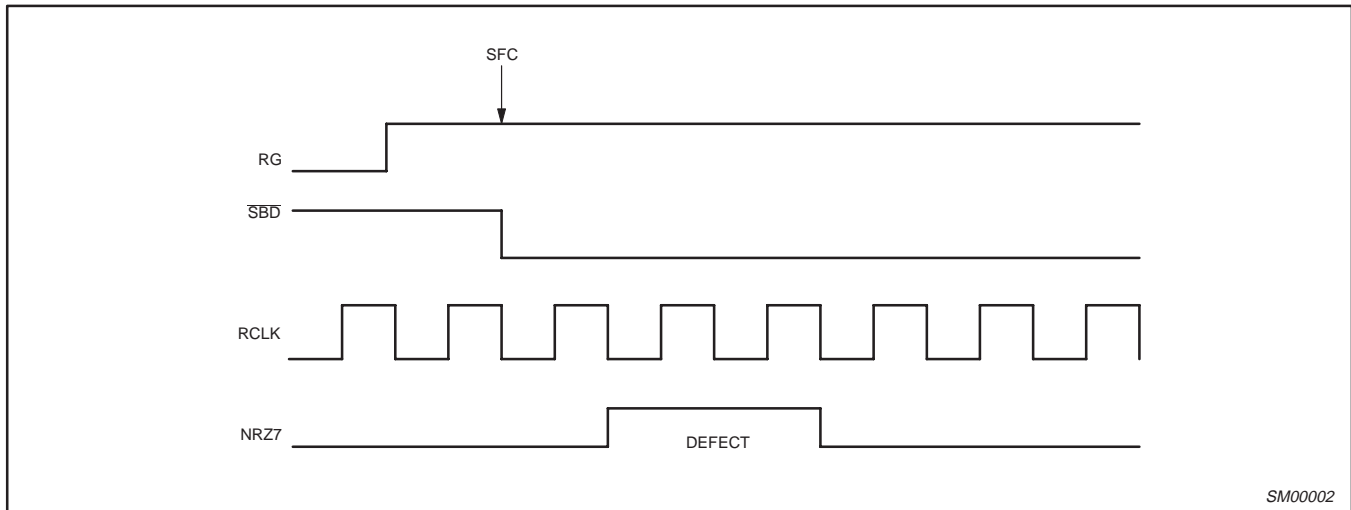 SFC
RG
SBD
RCLK
NRZ7
DEFECT
SM00002